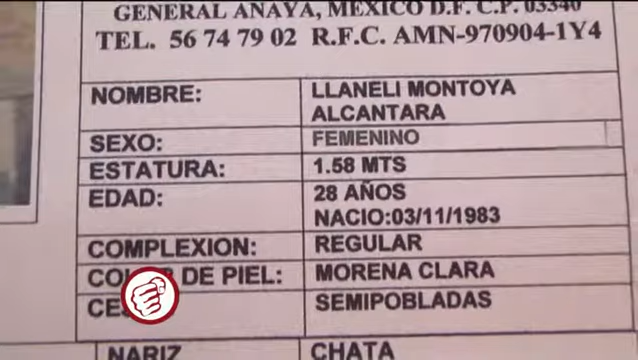 GENERAL ANAYA, MEXICO D.F. C.P. 03340
TEL. 56 74 79 02 R.F.C. AMN-970904-1Y4
NOMBRE: LLANELI MONTOYA
ALCANTARA
SEXO: FEMENINO
ESTATURA: 1.58 MTS
EDAD: 28 AÑOS
NACIO:03/11/1983
COMPLEXION: REGULAR
DE PIEL: MORENA CLARA
SEMIPOBLADAS
NARIZ CHATA